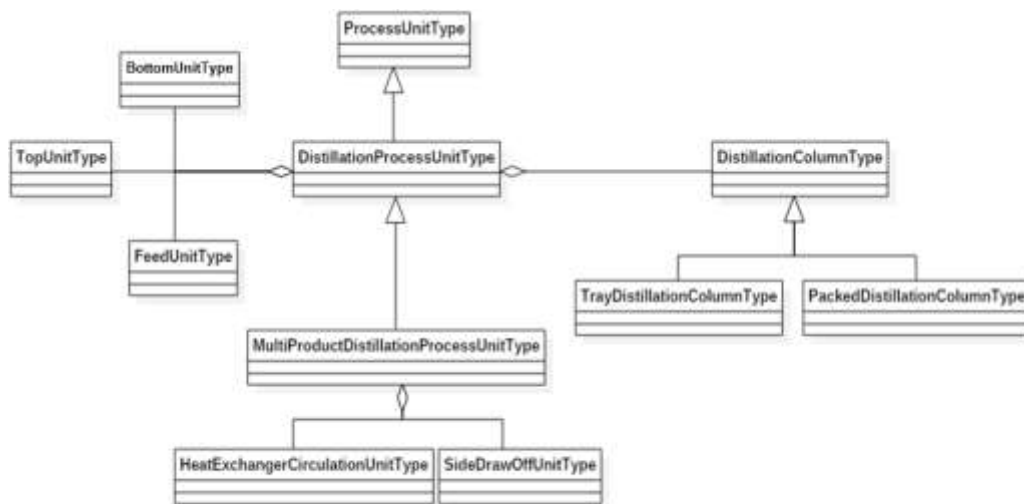 ProcessUnitType
BottomUnitType
TopUnitType
DistillationProcessUnitType
DistillationColumnType
FeedUnitType
TrayDistillationColumnType
PackedDistillationColumnType
MultiProductDistillationProcessUnitType
HeatExchangerCirculationUnitType
SideDrawOffUnitType